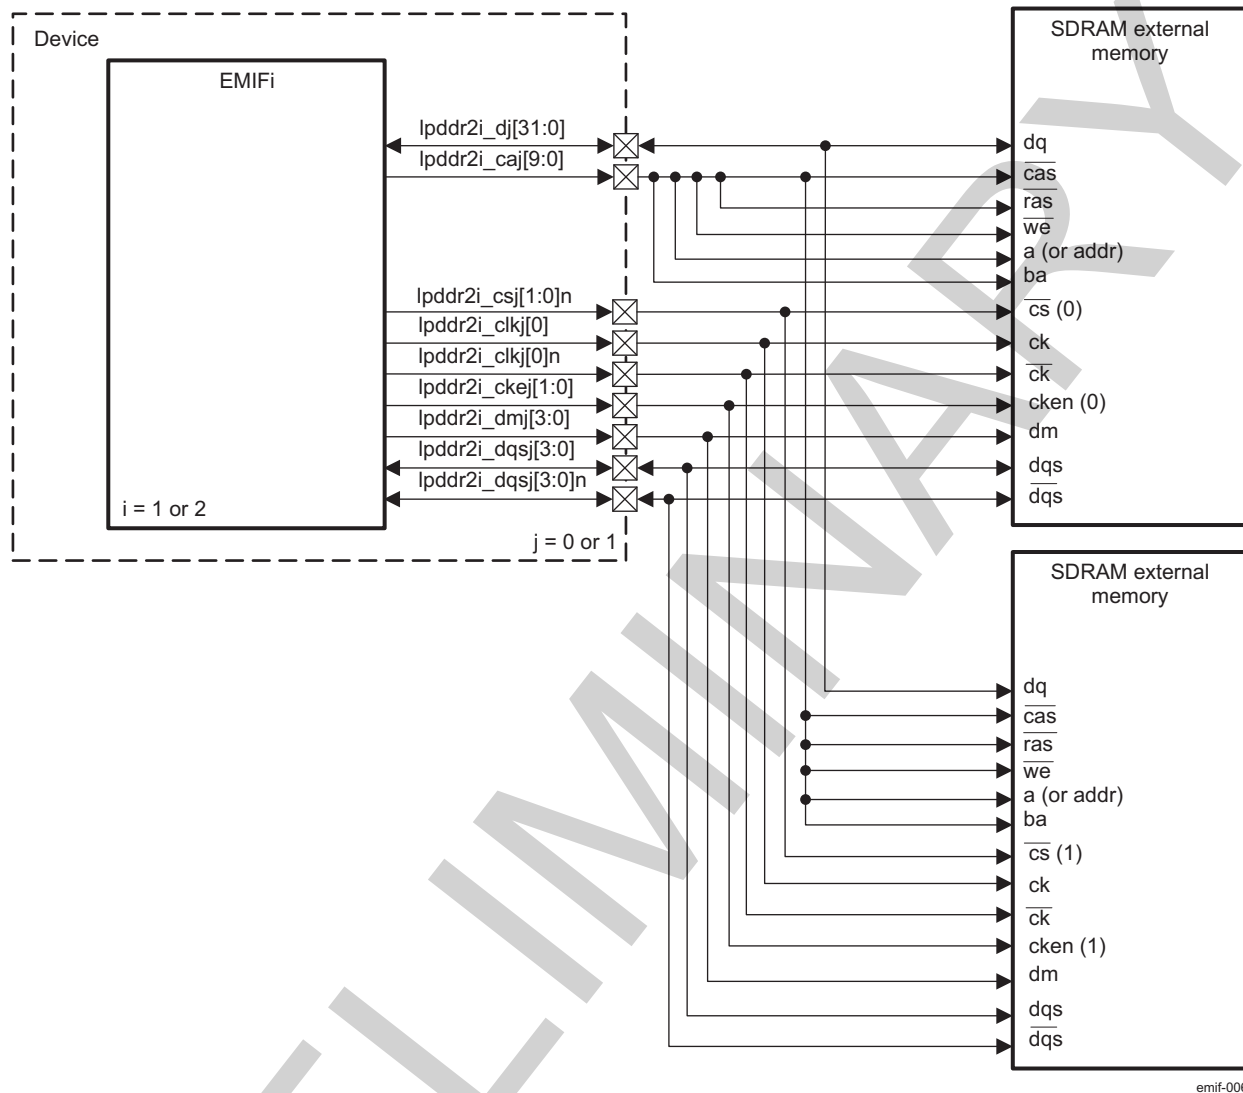 Device
EMIFi
lpddr2i_dj[31:0]
lpddr2i_caj[9:0]
lpddr2i_csj[1:0]n
lpddr2i_clkj[0]
lpddr2i_clkj[0]n
lpddr2i_ckej[1:0]
lpddr2i_dmj[3:0]
lpddr2i_dqsj[3:0]
lpddr2i_dqsj[3:0]n
i = 1 or 2
j = 0 or 1
SDRAM external
memory
dq
cas
ras
we
a (or addr)
ba
cs (0)
ck
ck
cken (0)
dm
dqs
dqs
SDRAM external
memory
dq
cas
ras
we
a (or addr)
ba
cs (1)
ck
ck
cken (1)
dm
dqs
dqs
emif-006
ELIMINARY